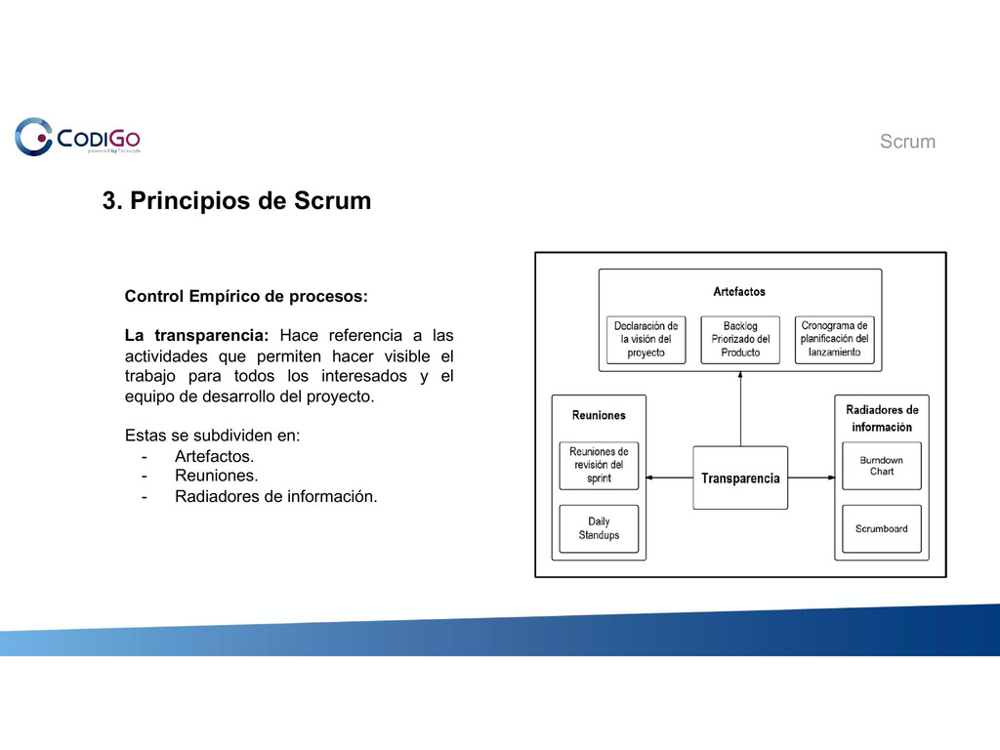 CODIGO
powered by Tecsup
Scrum
3. Principios de Scrum
Control Empírico de procesos:
La transparencia: Hace referencia a las
actividades que permiten hacer visible el
trabajo para todos los interesados y el
equipo de desarrollo del proyecto.
Estas se subdividen en:
- Artefactos.
- Reuniones.
- Radiadores de información.
Artefactos
Declaración de
la visión del
proyecto
Backlog
Priorizado del
Producto
Cronograma de
planificación del
lanzamiento
Reuniones
Reuniones de
revisión del
sprint
Daily
Standups
Transparencia
Radiadores de
información
Burndown
Chart
Scrumboard